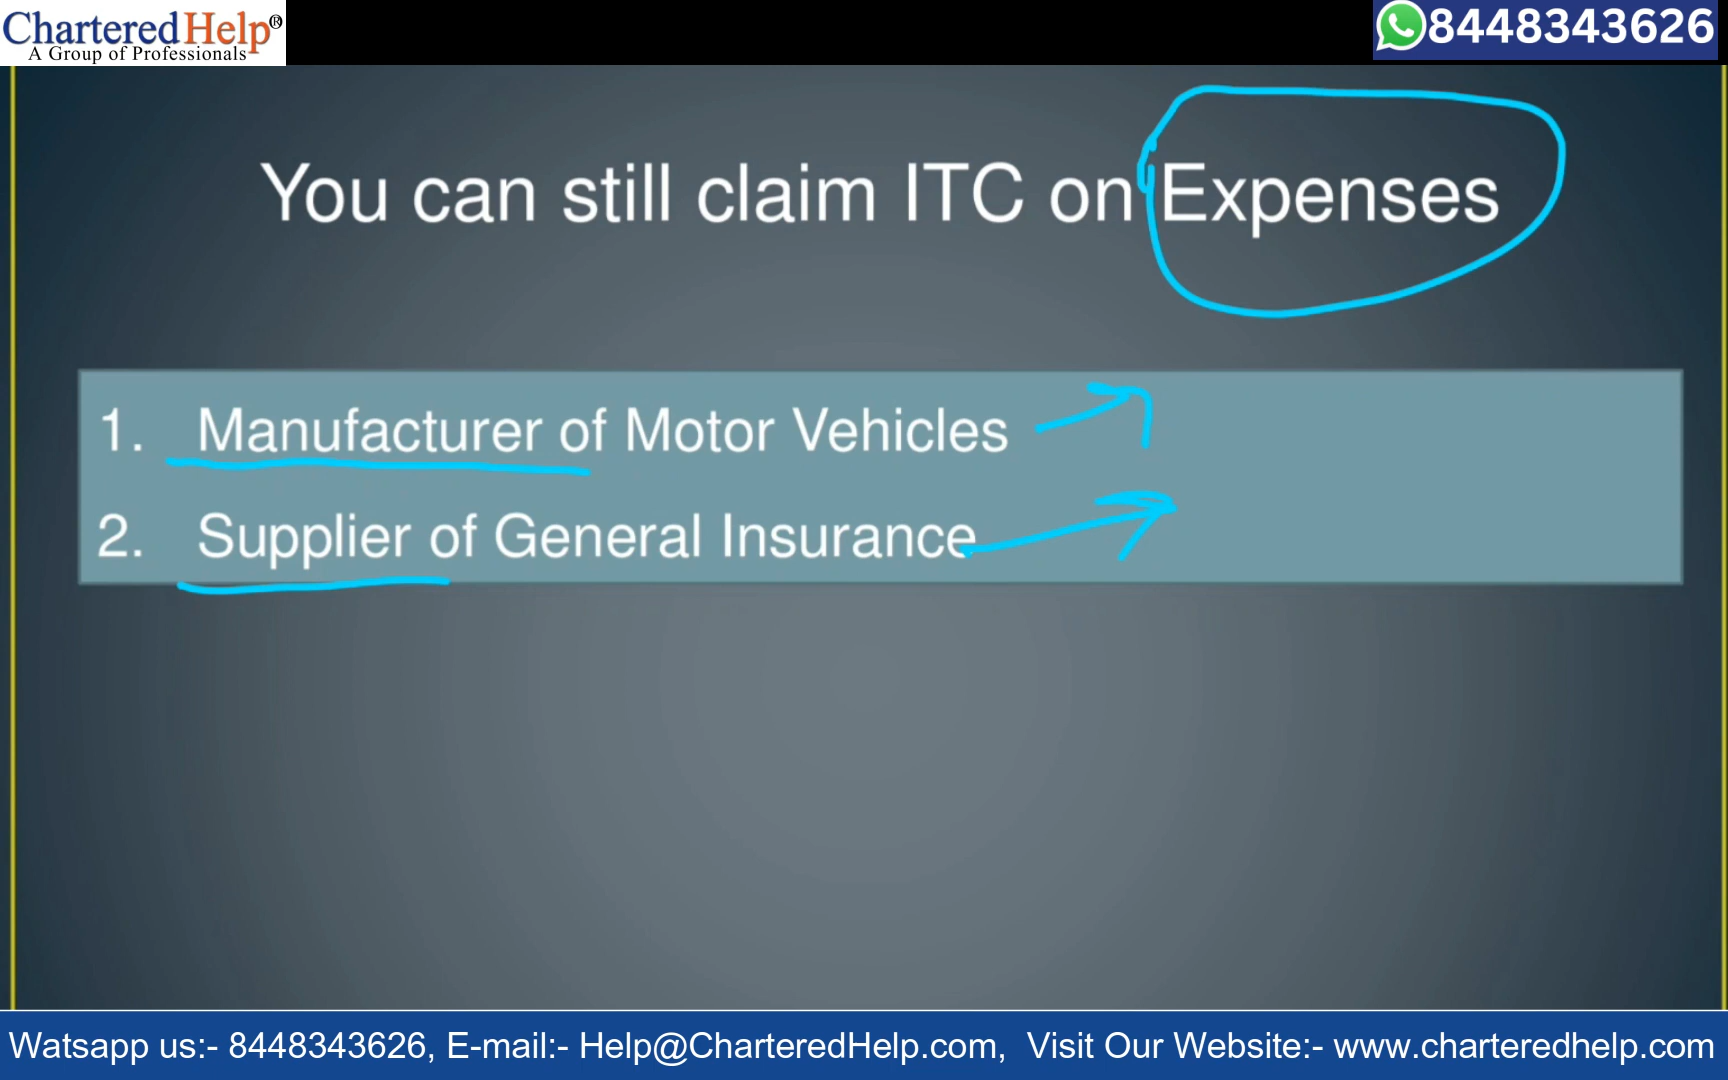 CharteredHelp®
A Group of Professionals
8448343626
You can still claim ITC on Expenses
1. Manufacturer of Motor Vehicles
2. Supplier of General Insurance
Watsapp us:- 8448343626, E-mail:- Help@CharteredHelp.com, Visit Our Website:- www.charteredhelp.com